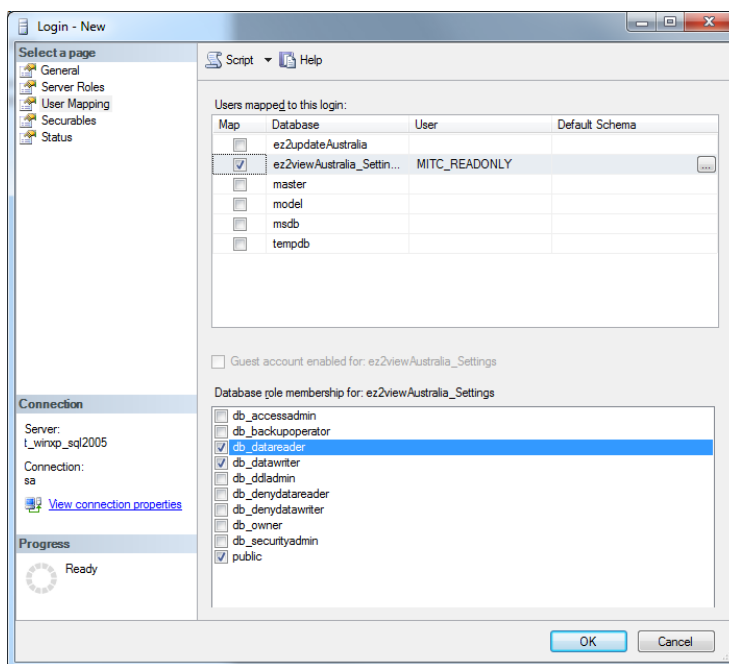 Login - New
Select a page
General
Server Roles
User Mapping
Securables
Status
Script Help
Users mapped to this login:
Map Database User Default Schema
ez2updateAustralia
ez2viewAustralia_Settin... MITC_READONLY ...
master
model
msdb
tempdb
Guest account enabled for: ez2viewAustralia_Settings
Database role membership for: ez2viewAustralia_Settings
db_accessadmin
db_backupoperator
db_datareader
db_datawriter
db_ddladmin
db_denydatareader
db_denydatawriter
db_owner
db_securityadmin
public
Connection
Server:
t_winxp_sql2005
Connection:
sa
View connection properties
Progress
Ready
OK Cancel